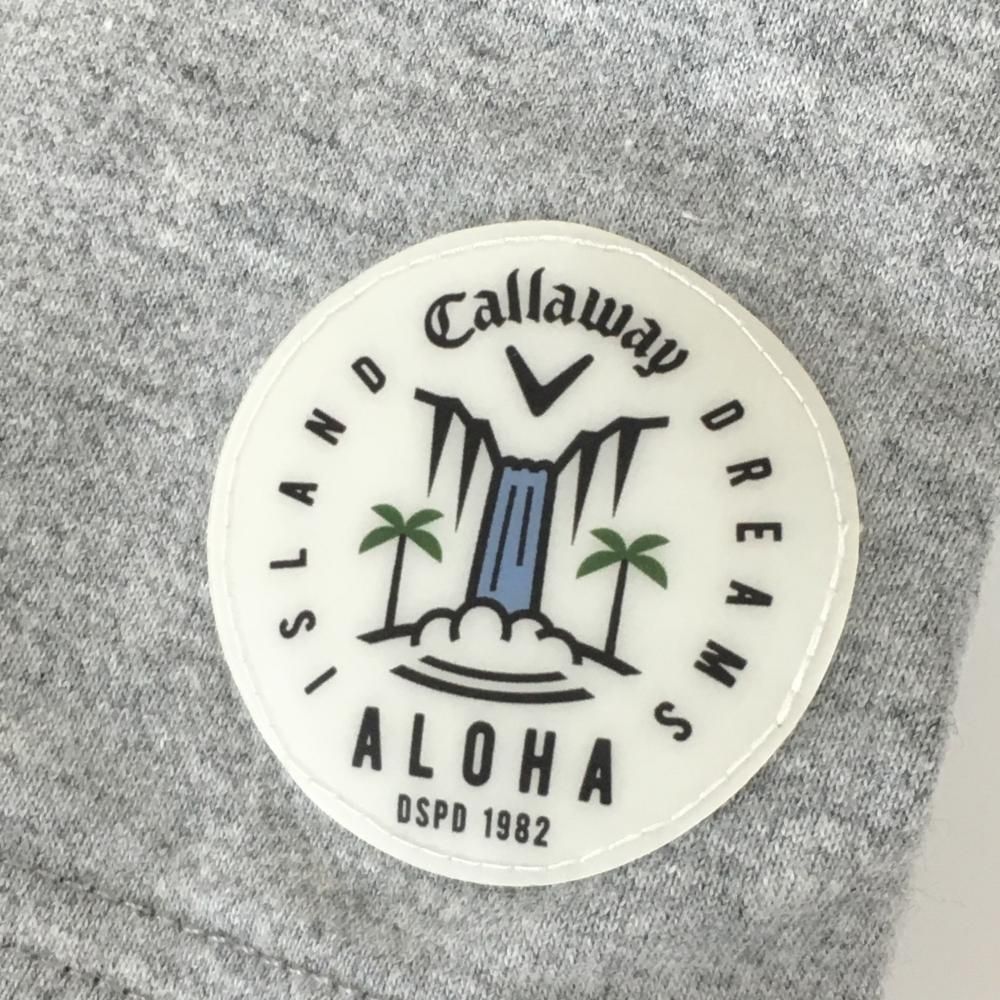 Callaway
ISLAND DREAMS
ALOHA
DSPD 1982